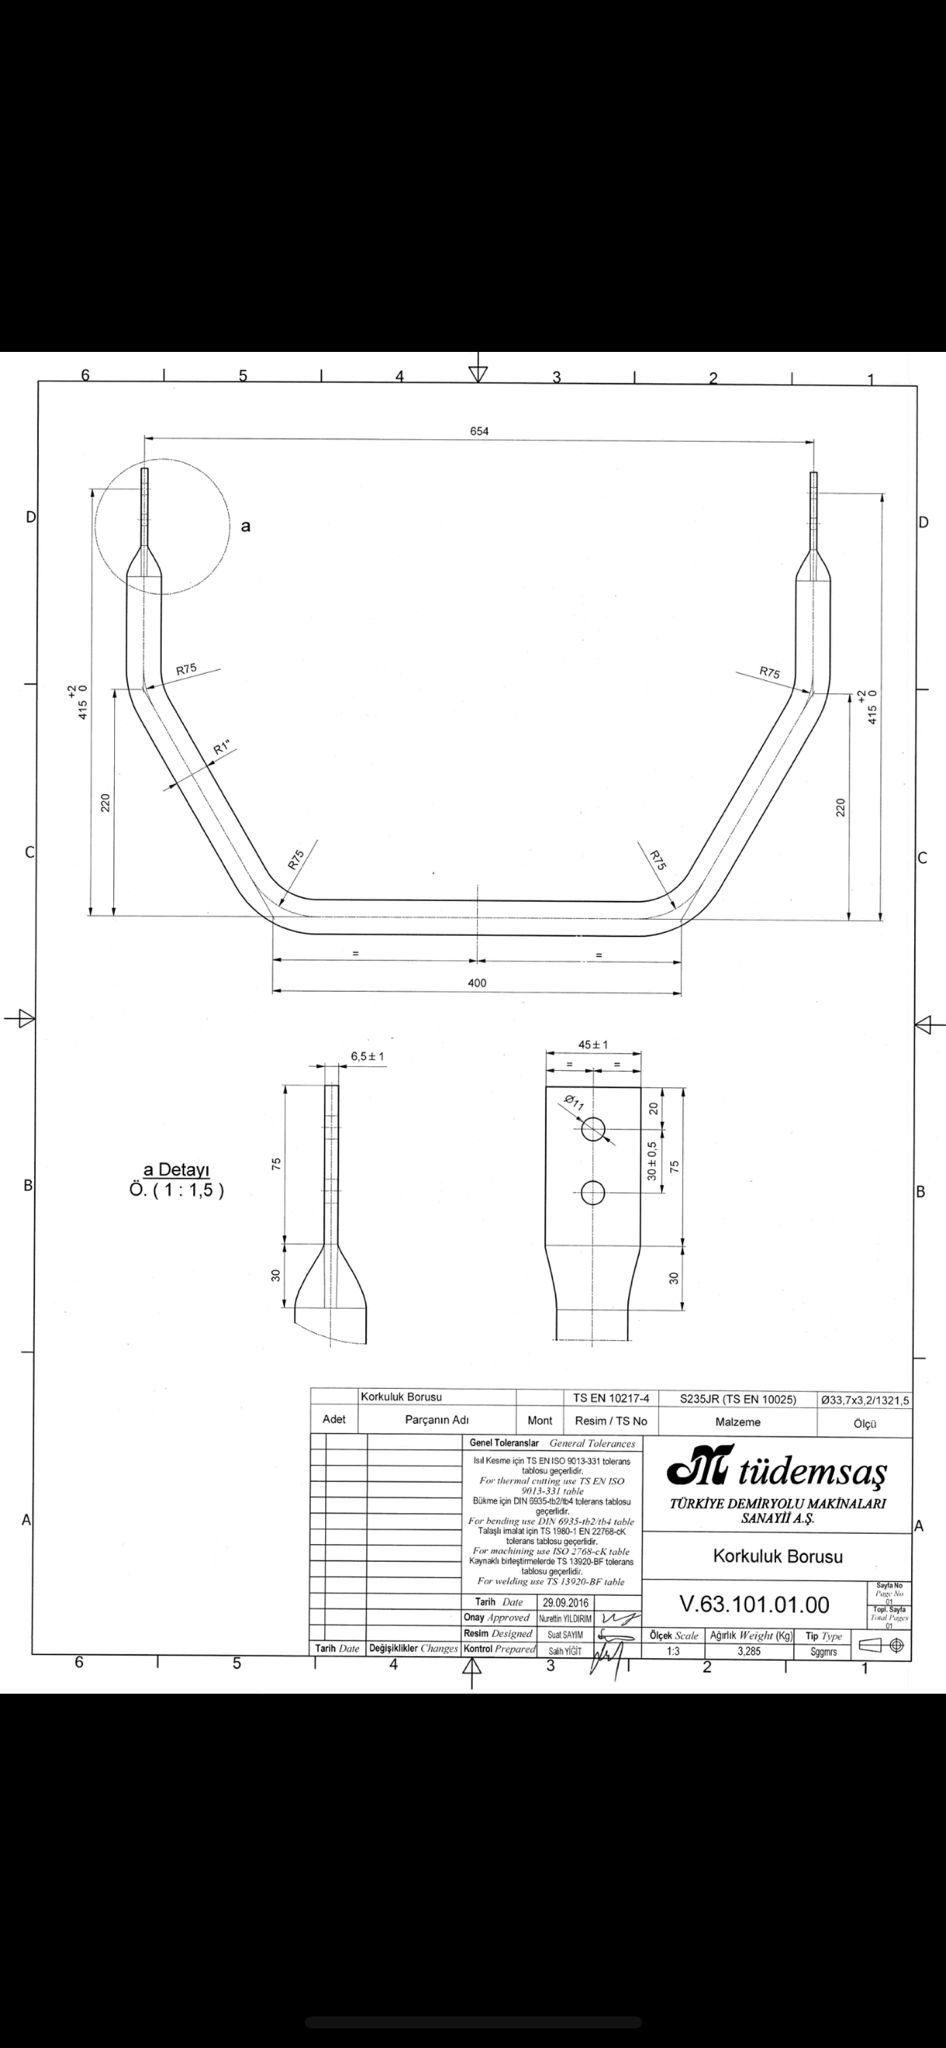 6 5 4 3 2 1
654
D
a
D
415 +2 0
R75
R75
415 +2 0
R1"
220
220
C
R75
R75
C
=
=
400
6,5±1
45±1
=
=
Ø11
20
30±0,5
75
75
a Detayı
Ö. ( 1 : 1,5 )
B
B
30
30
Korkuluk Borusu TS EN 10217-4 S235JR (TS EN 10025) Ø33,7x3,2/1321,5
Adet Parçanın Adı Mont Resim / TS No Malzeme Ölçü
Genel Toleranslar General Tolerances
Isıl Kesme için TS EN ISO 9013-331 tolerans
tablosu geçerlidir.
For thermal cutting use TS EN ISO
9013-331 table
Bükme için DIN 6935-tb2/tb4 tolerans tablosu
geçerlidir.
For bending use DIN 6935-tb2/tb4 table
Talaşlı imalat için TS 1980-1 EN 22768-cK
tolerans tablosu geçerlidir.
For machining use ISO 2768-cK table
Kaynaklı birleştirmelerde TS 13920-BF tolerans
tablosu geçerlidir.
For welding use TS 13920-BF table
tüdemsaş
TÜRKİYE DEMİRYOLU MAKİNALARI
SANAYİİ A.Ş.
A
A
Korkuluk Borusu
V.63.101.01.00
Sayfa No
Page No
01
Topl. Sayfa
Total Pages
01
Tarih Date 29.09.2016
Onay Approved Nurettin YILDIRIM
Resim Designed Suat SAYIM
Ölçek Scale Ağırlık Weight (Kg) Tip Type
Tarih Date Değişiklikler Changes Kontrol Prepared Salih YİĞİT
1:3 3,285 Sggmrs
6 5 4 3 2 1